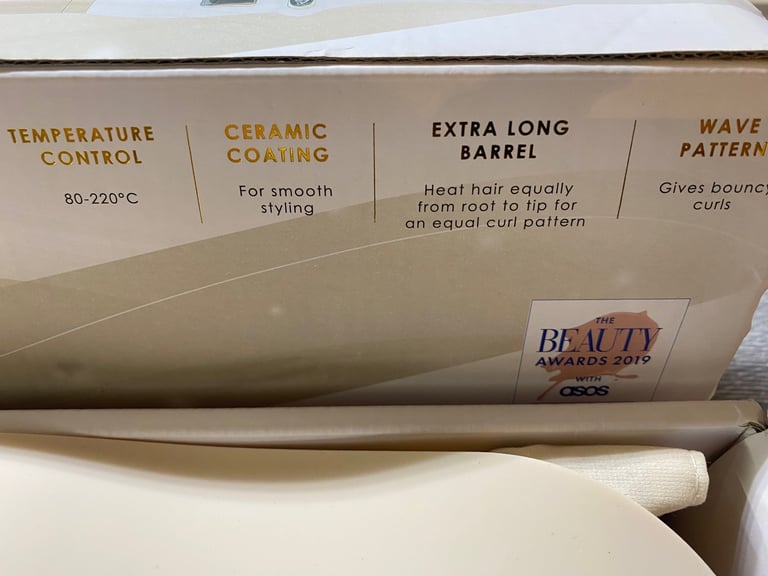 TEMPERATURE
CONTROL
80-220°C
CERAMIC
COATING
For smooth
styling
EXTRA LONG
BARREL
Heat hair equally
from root to tip for
an equal curl pattern
WAVE
PATTERN
Gives bouncy
curls
THE
BEAUTY
AWARDS 2019
WITH
asos